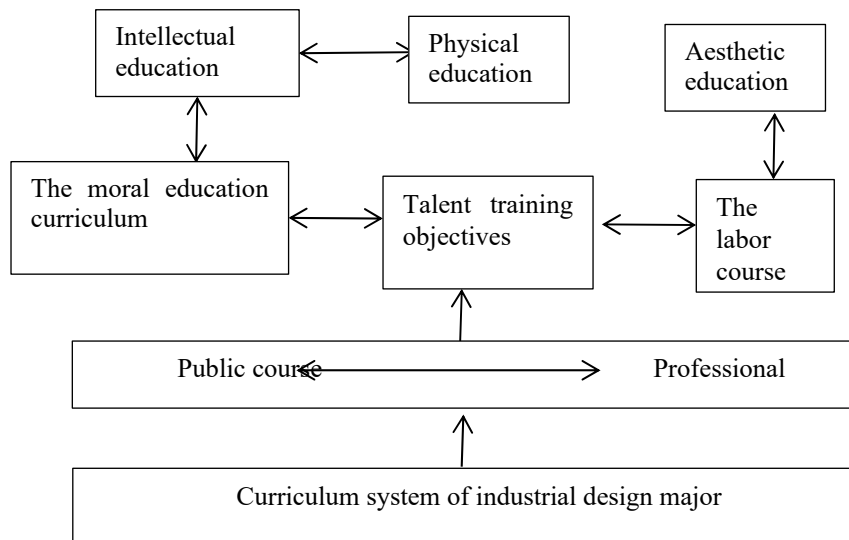 Intellectual
education
Physical
education
Aesthetic
education
The moral education
curriculum
Talent training
objectives
The
labor
course
Public course
Professional
Curriculum system of industrial design major